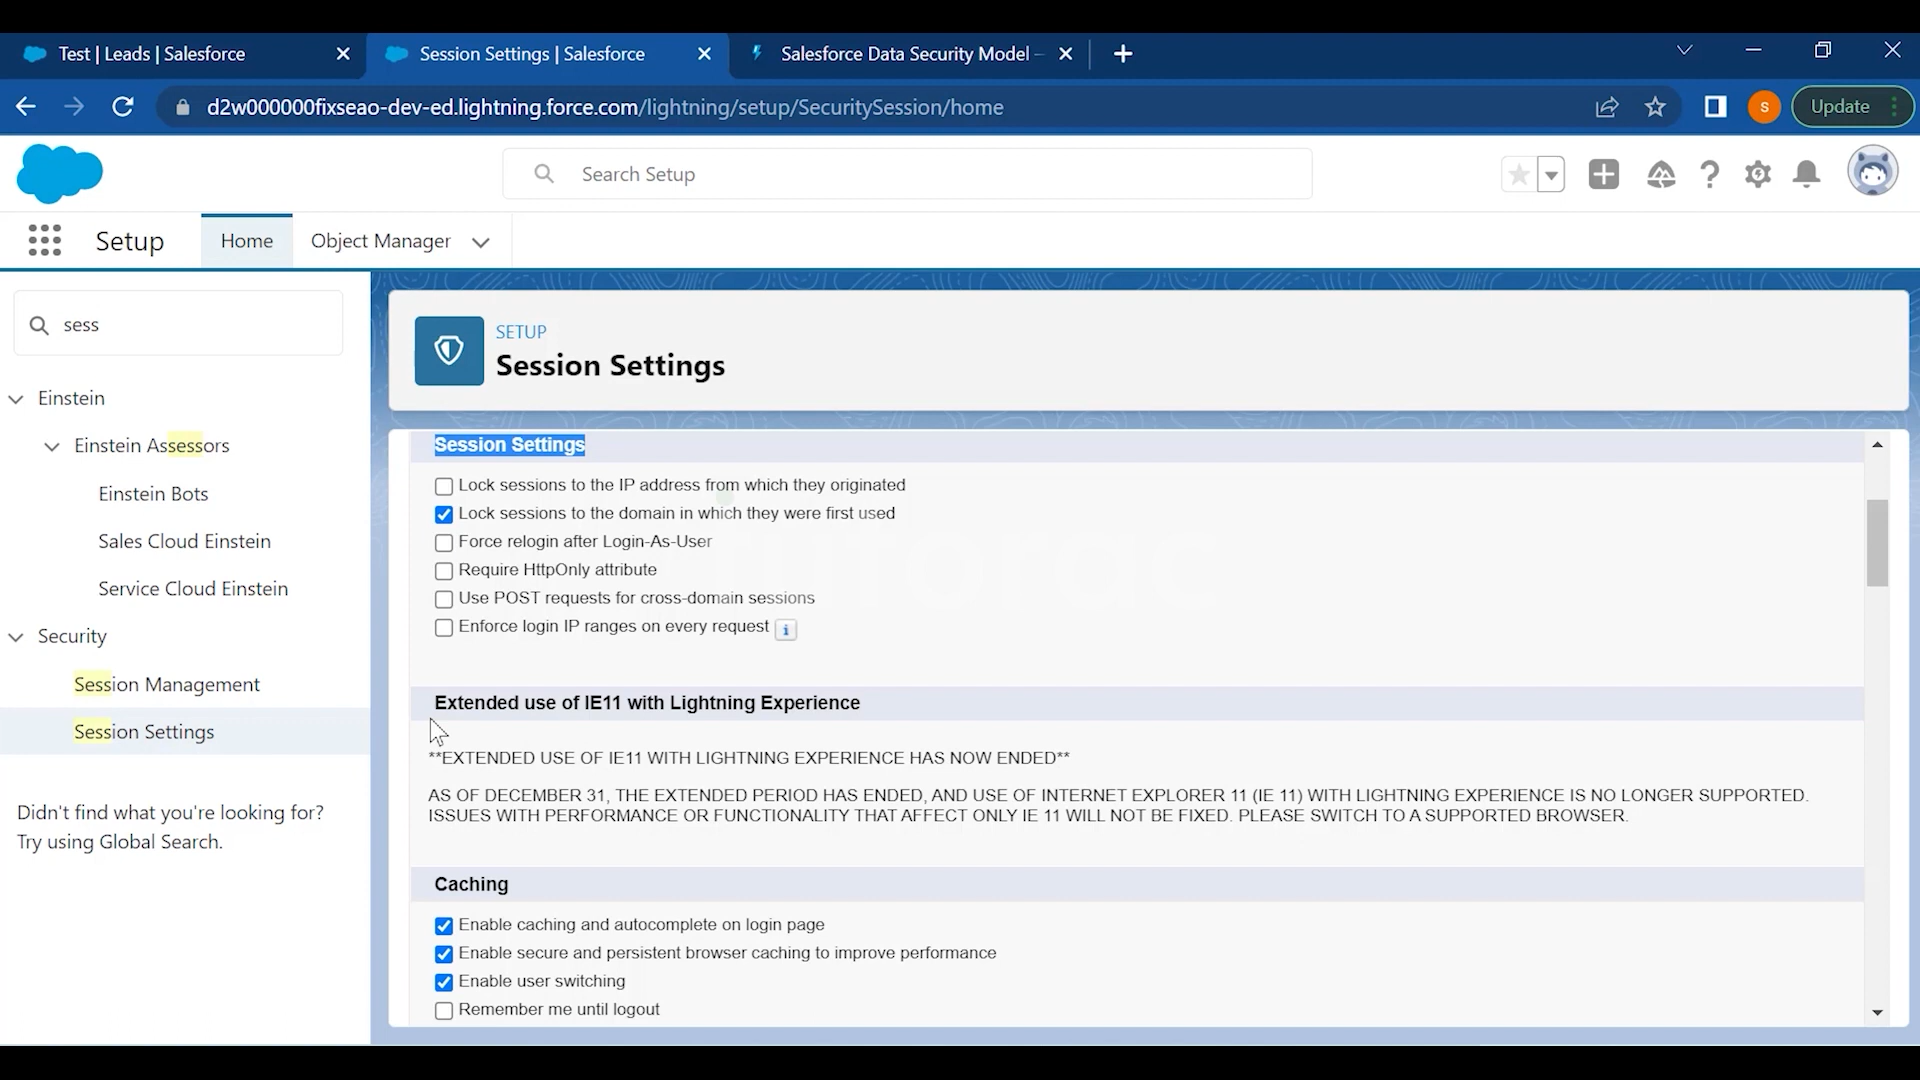 Test | Leads | Salesforce
Session Settings | Salesforce
Salesforce Data Security Model –
d2w000000fixseao-dev-ed.lightning.force.com/lightning/setup/SecuritySession/home
S
Update
Search Setup
Setup
Home
Object Manager
sess
Einstein
Einstein Assessors
Einstein Bots
Sales Cloud Einstein
Service Cloud Einstein
Security
Session Management
Session Settings
Didn't find what you're looking for?
Try using Global Search.
SETUP
Session Settings
Session Settings
Lock sessions to the IP address from which they originated
Lock sessions to the domain in which they were first used
Force relogin after Login-As-User
Require HttpOnly attribute
Use POST requests for cross-domain sessions
Enforce login IP ranges on every request
i
Extended use of IE11 with Lightning Experience
**EXTENDED USE OF IE11 WITH LIGHTNING EXPERIENCE HAS NOW ENDED**
AS OF DECEMBER 31, THE EXTENDED PERIOD HAS ENDED, AND USE OF INTERNET EXPLORER 11 (IE 11) WITH LIGHTNING EXPERIENCE IS NO LONGER SUPPORTED.
ISSUES WITH PERFORMANCE OR FUNCTIONALITY THAT AFFECT ONLY IE 11 WILL NOT BE FIXED. PLEASE SWITCH TO A SUPPORTED BROWSER.
Caching
Enable caching and autocomplete on login page
Enable secure and persistent browser caching to improve performance
Enable user switching
Remember me until logout